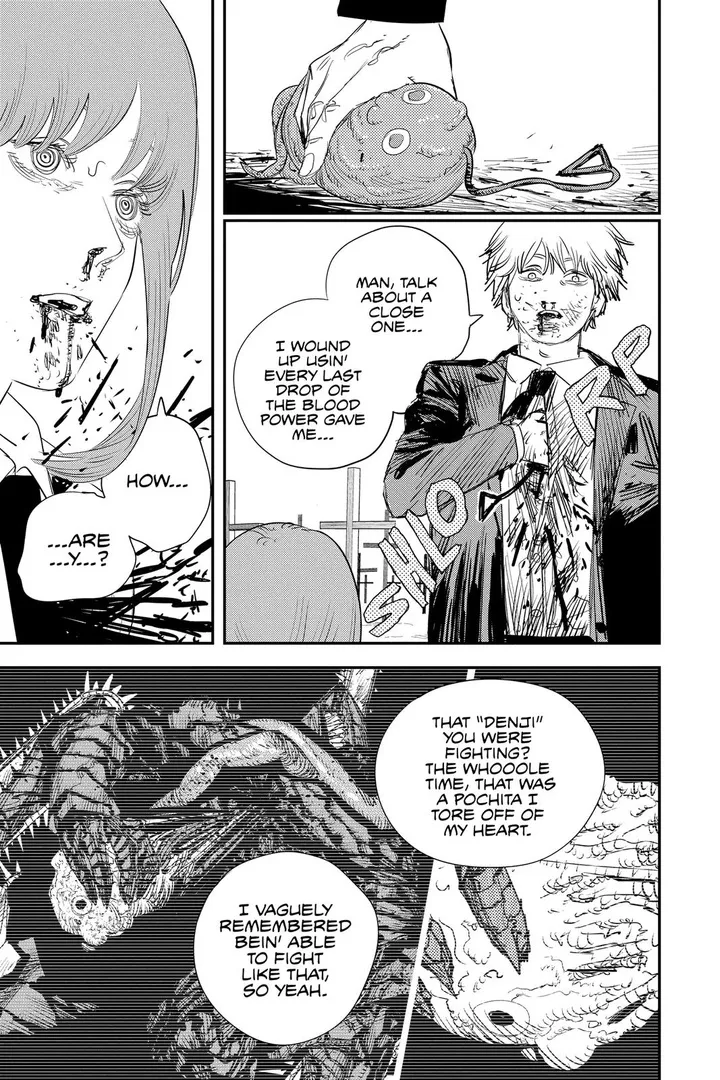 MAN, TALK
ABOUT A
CLOSE
ONE...
I WOUND
UP USIN'
EVERY LAST
DROP OF
THE BLOOD
POWER GAVE
ME...
SHLO
RP
HOW...
...ARE
...Y...?
THAT "DENJI"
YOU WERE
FIGHTING?
THE WHOOOLE
TIME, THAT WAS
A POCHITA I
TORE OFF OF
MY HEART.
I VAGUELY
REMEMBERED
BEIN' ABLE
TO FIGHT
LIKE THAT,
SO YEAH.